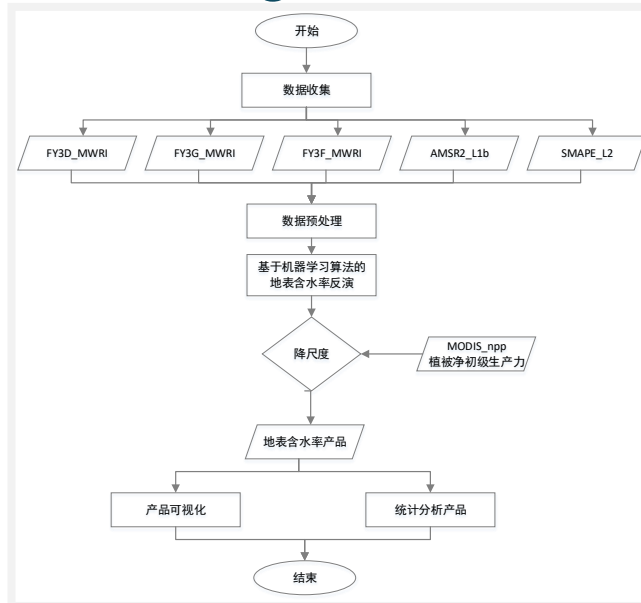 开始
数据收集
FY3D_MWRI
FY3G_MWRI
FY3F_MWRI
AMSR2_L1b
SMAPE_L2
数据预处理
基于机器学习算法的
地表含水率反演
降尺度
MODIS_npp
植被净初级生产力
地表含水率产品
产品可视化
统计分析产品
结束